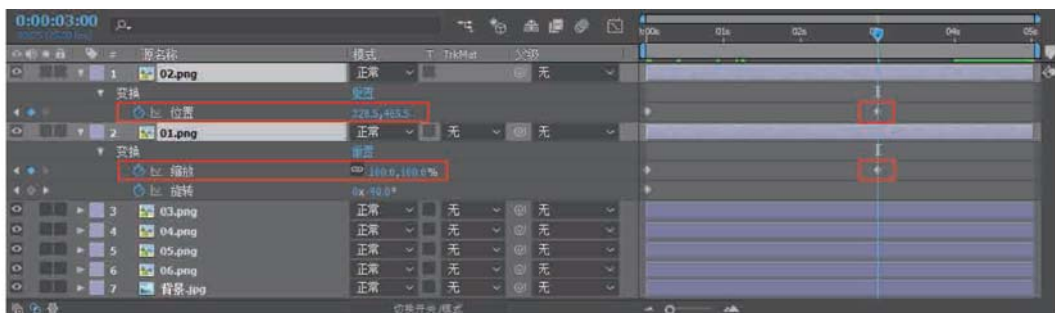 0:00:03:00
:00s 01s 02s 04s 05s
# 源名称 模式 T TrkMat 父级
1 02.png 正常 无
变换 重置
位置 328.5,465.5
2 01.png 正常 无 无
变换 重置
缩放 100.0,100.0%
旋转 0x-90.0°
3 03.png 正常 无 无
4 04.png 正常 无 无
5 05.png 正常 无 无
6 06.png 正常 无 无
7 背景.jpg 正常 无 无
切换开关/模式